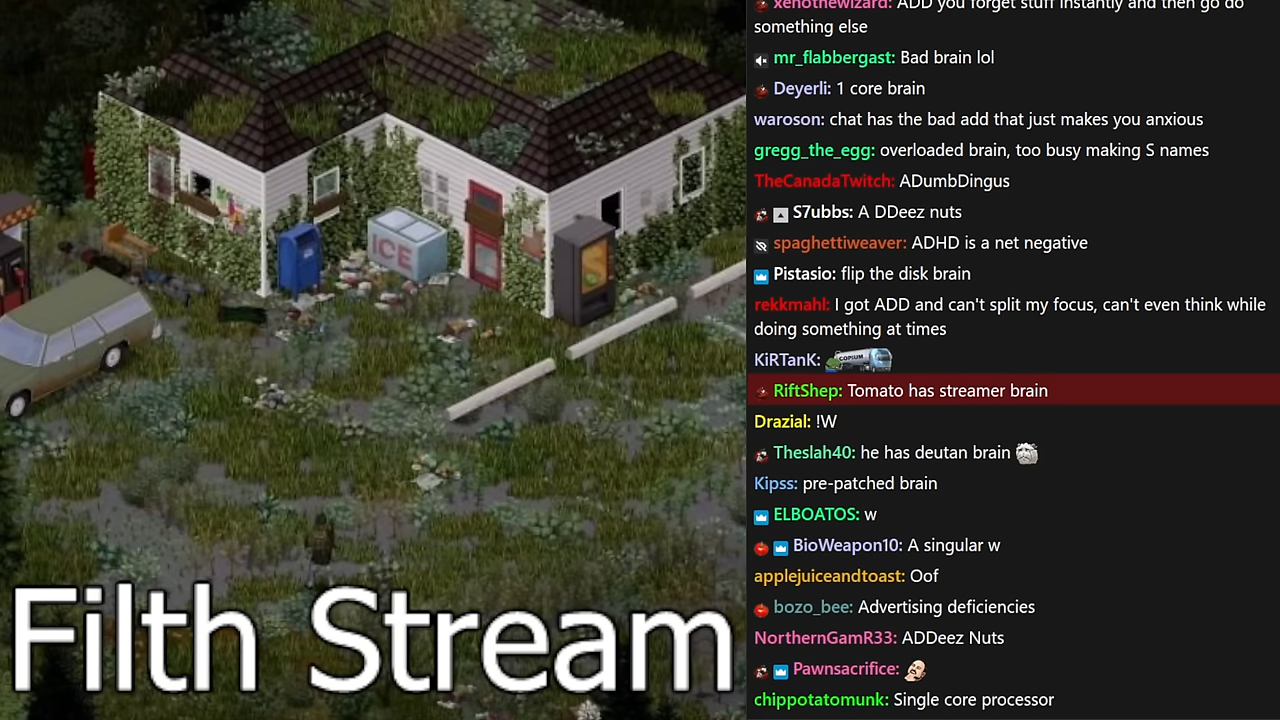 xenothewizard: ADD you forget stuff instantly and then go do
something else
mr_flabbergast: Bad brain lol
Deyerli: 1 core brain
waroson: chat has the bad add that just makes you anxious
gregg_the_egg: overloaded brain, too busy making S names
TheCanadaTwitch: ADumbDingus
S7ubbs: A DDeez nuts
spaghettiweaver: ADHD is a net negative
Pistasio: flip the disk brain
rekkmahl: I got ADD and can't split my focus, can't even think while
doing something at times
KiRTanK: COPIUM
RiftShep: Tomato has streamer brain
Drazial: !W
Theslah40: he has deutan brain
Kipss: pre-patched brain
ELBOATOS: w
BioWeapon10: A singular w
applejuiceandtoast: Oof
bozo_bee: Advertising deficiencies
NorthernGamR33: ADDeez Nuts
Pawnsacrifice:
chippotatomunk: Single core processor
ICE
Filth Stream